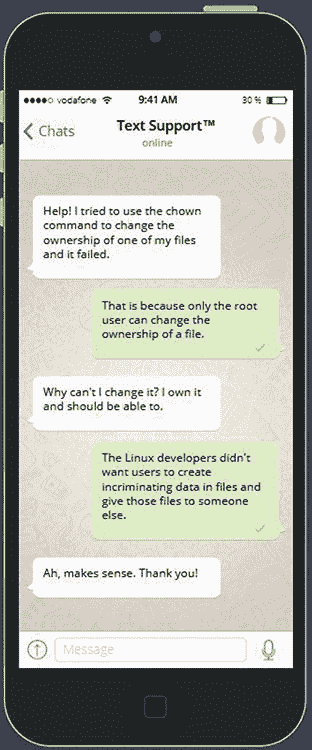 vodafone 9:41 AM 30 %
Chats Text Support™
online
Help! I tried to use the chown
command to change the
ownership of one of my files
and it failed.
That is because only the root
user can change the
ownership of a file.
Why can't I change it? I own it
and should be able to.
The Linux developers didn't
want users to create
incriminating data in files and
give those files to someone
else.
Ah, makes sense. Thank you!
Message